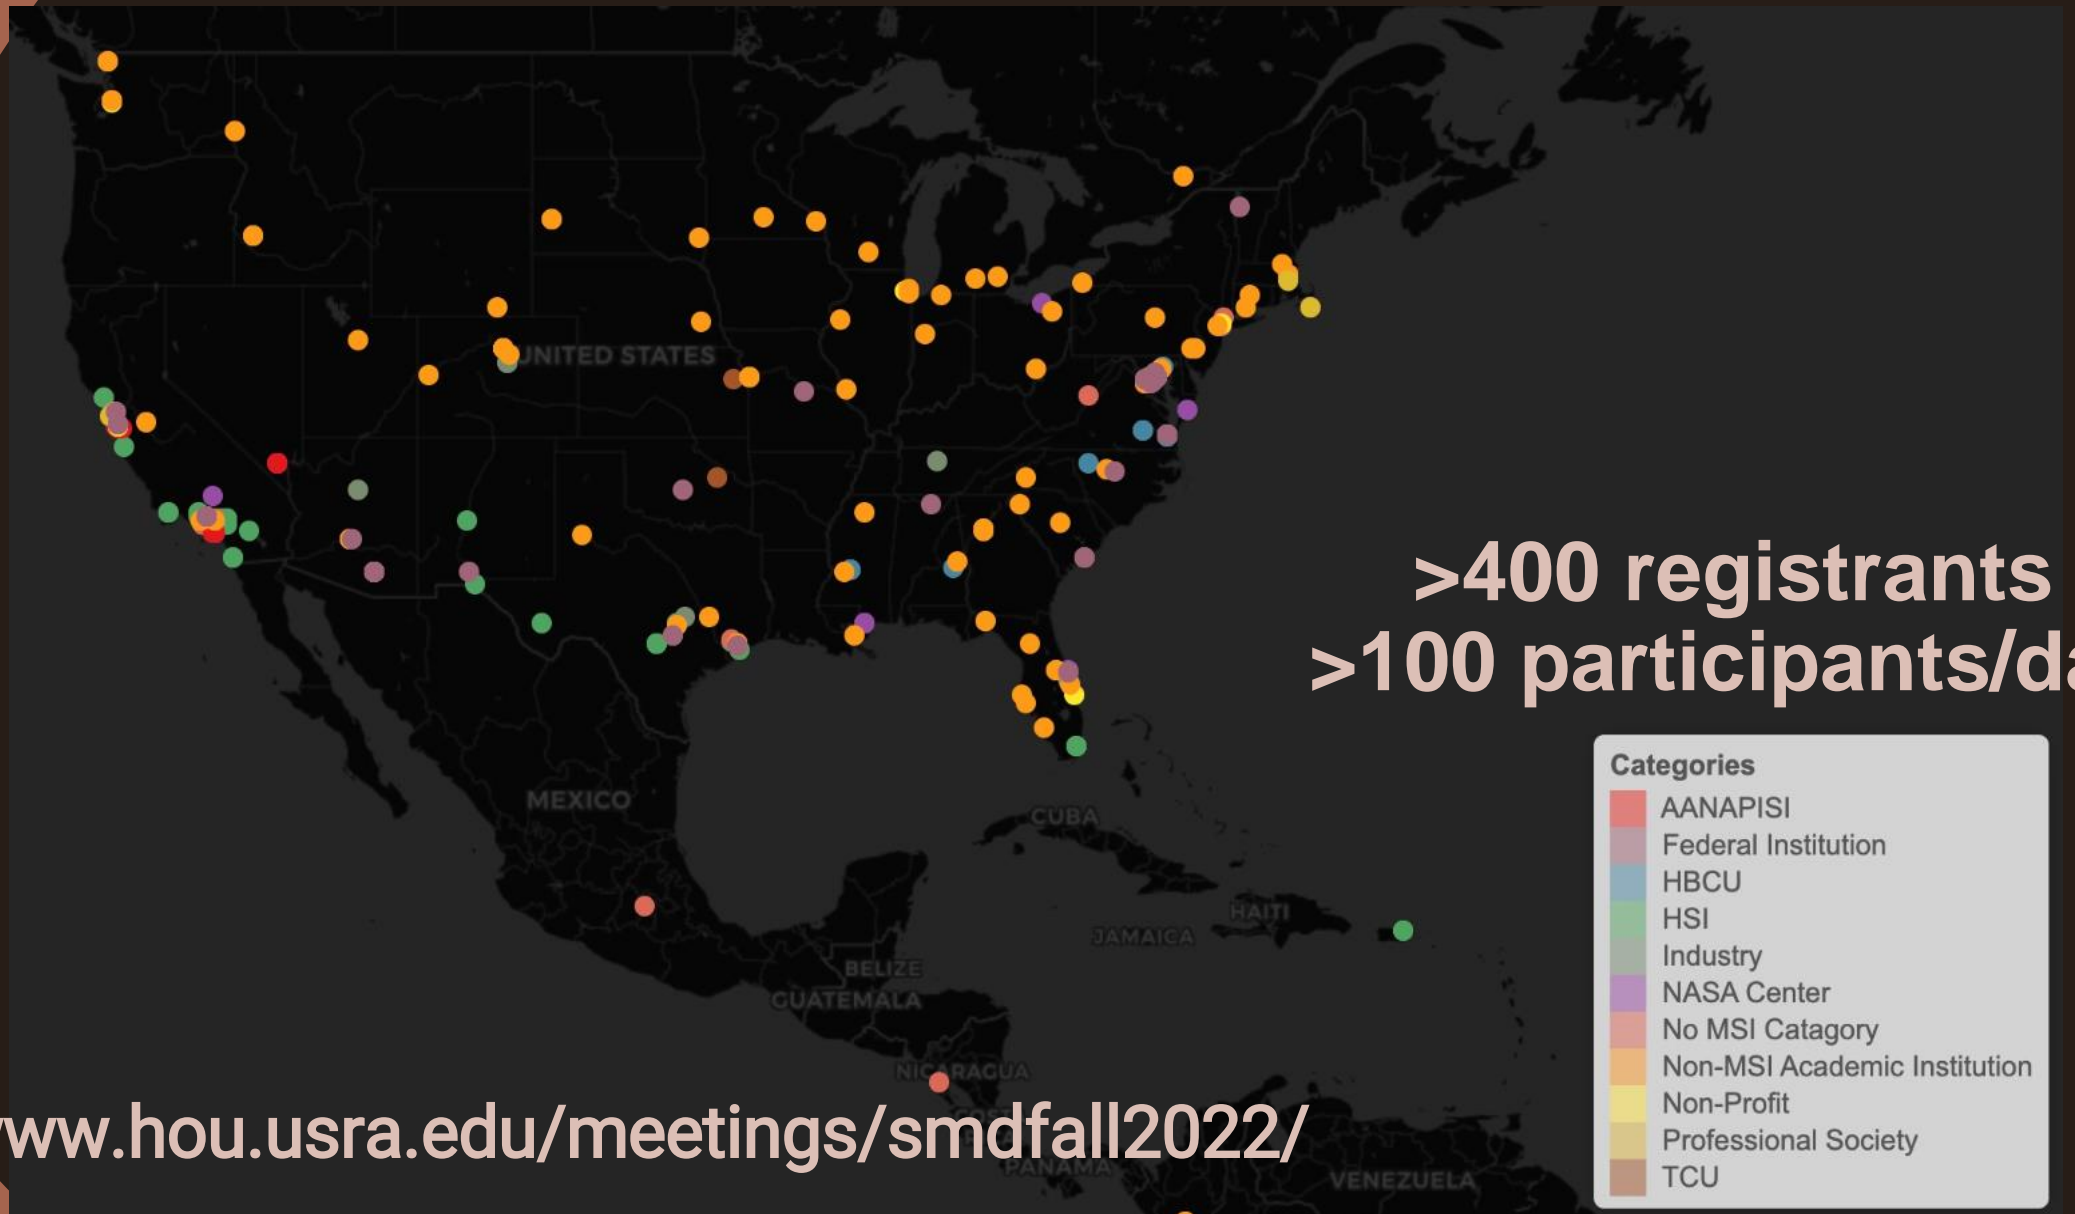 UNITED STATES
>400 registrants
>100 participants/da
MEXICO
CUBA
HAITI
JAMAICA
BELIZE
GUATEMALA
NICARAGUA
PANAMA
VENEZUELA
ww.hou.usra.edu/meetings/smdfall2022/
Categories
AANAPISI
Federal Institution
HBCU
HSI
Industry
NASA Center
No MSI Catagory
Non-MSI Academic Institution
Non-Profit
Professional Society
TCU